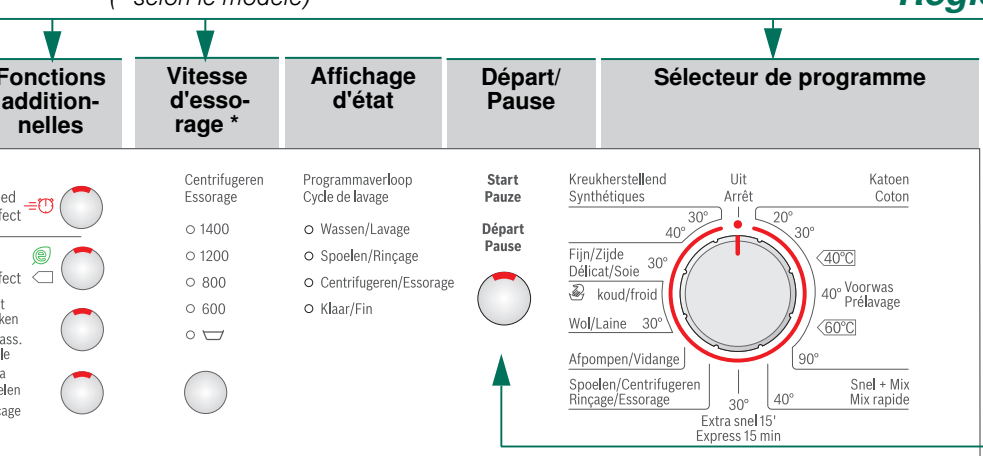 (* selon le modèle)
Fonctions
addition-
nelles
Vitesse
d'esso-
rage *
Affichage
d'état
Départ/
Pause
Sélecteur de programme
Centrifugeren
Essorage
1400
1200
800
600
Programmaverloop
Cycle de lavage
Wassen/Lavage
Spoelen/Rinçage
Centrifugeren/Essorage
Klaar/Fin
Start
Pauze
Départ
Pause
Kreukherstellend
Synthétiques
30°
40°
Fijn/Zijde
Délicat/Soie 30°
koud/froid
Wol/Laine 30°
Afpompen/Vidange
Spoelen/Centrifugeren
Rinçage/Essorage
Uit
Arrêt
Katoen
Coton
20°
30°
40°C
40° Voorwas
Prélavage
60°C
90°
Snel + Mix
Mix rapide
40°
30°
Extra snel 15'
Express 15 min